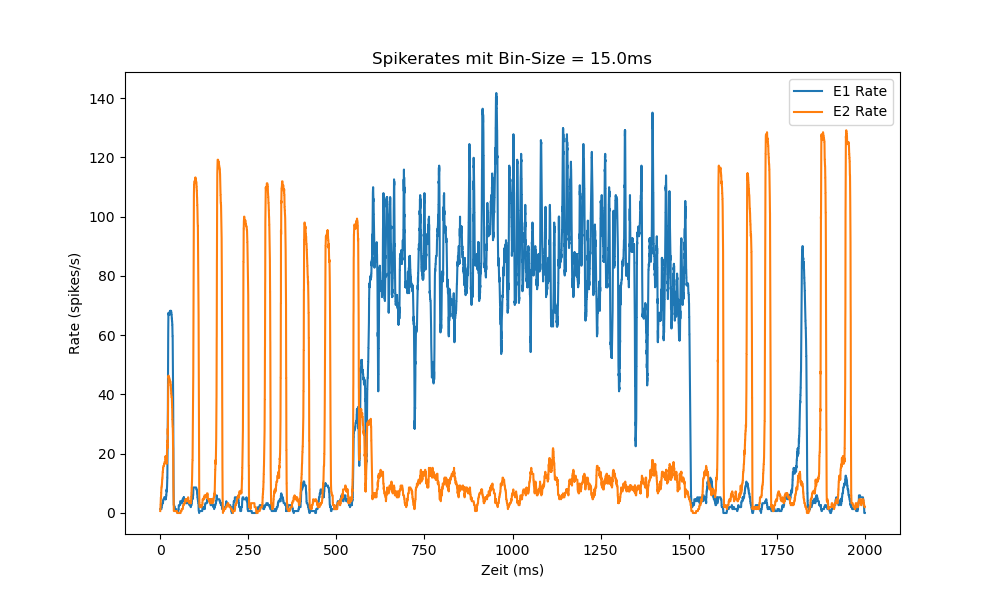 Spikerates mit Bin-Size = 15.0ms
E1 Rate
E2 Rate
Rate (spikes/s)
140
120
100
80
60
40
20
0
0 250 500 750 1000 1250 1500 1750 2000
Zeit (ms)